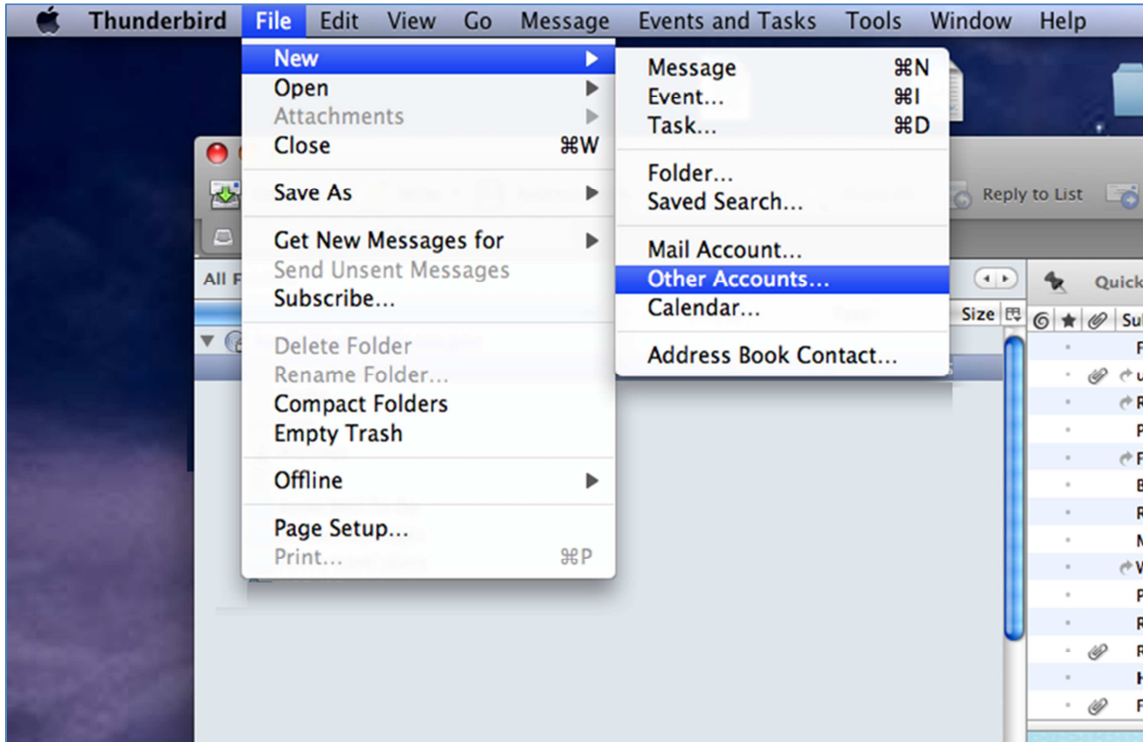 Thunderbird File Edit View Go Message Events and Tasks Tools Window Help
New
Open
Attachments
Close ⌘W
Save As
Get New Messages for
Send Unsent Messages
Subscribe...
Delete Folder
Rename Folder...
Compact Folders
Empty Trash
Offline
Page Setup...
Print... ⌘P
Message ⌘N
Event... ⌘I
Task... ⌘D
Folder...
Saved Search...
Mail Account...
Other Accounts...
Calendar...
Address Book Contact...
Reply to List
All F
Quick
Size
Su
F
u
R
P
F
B
R
N
W
P
R
R
H
F